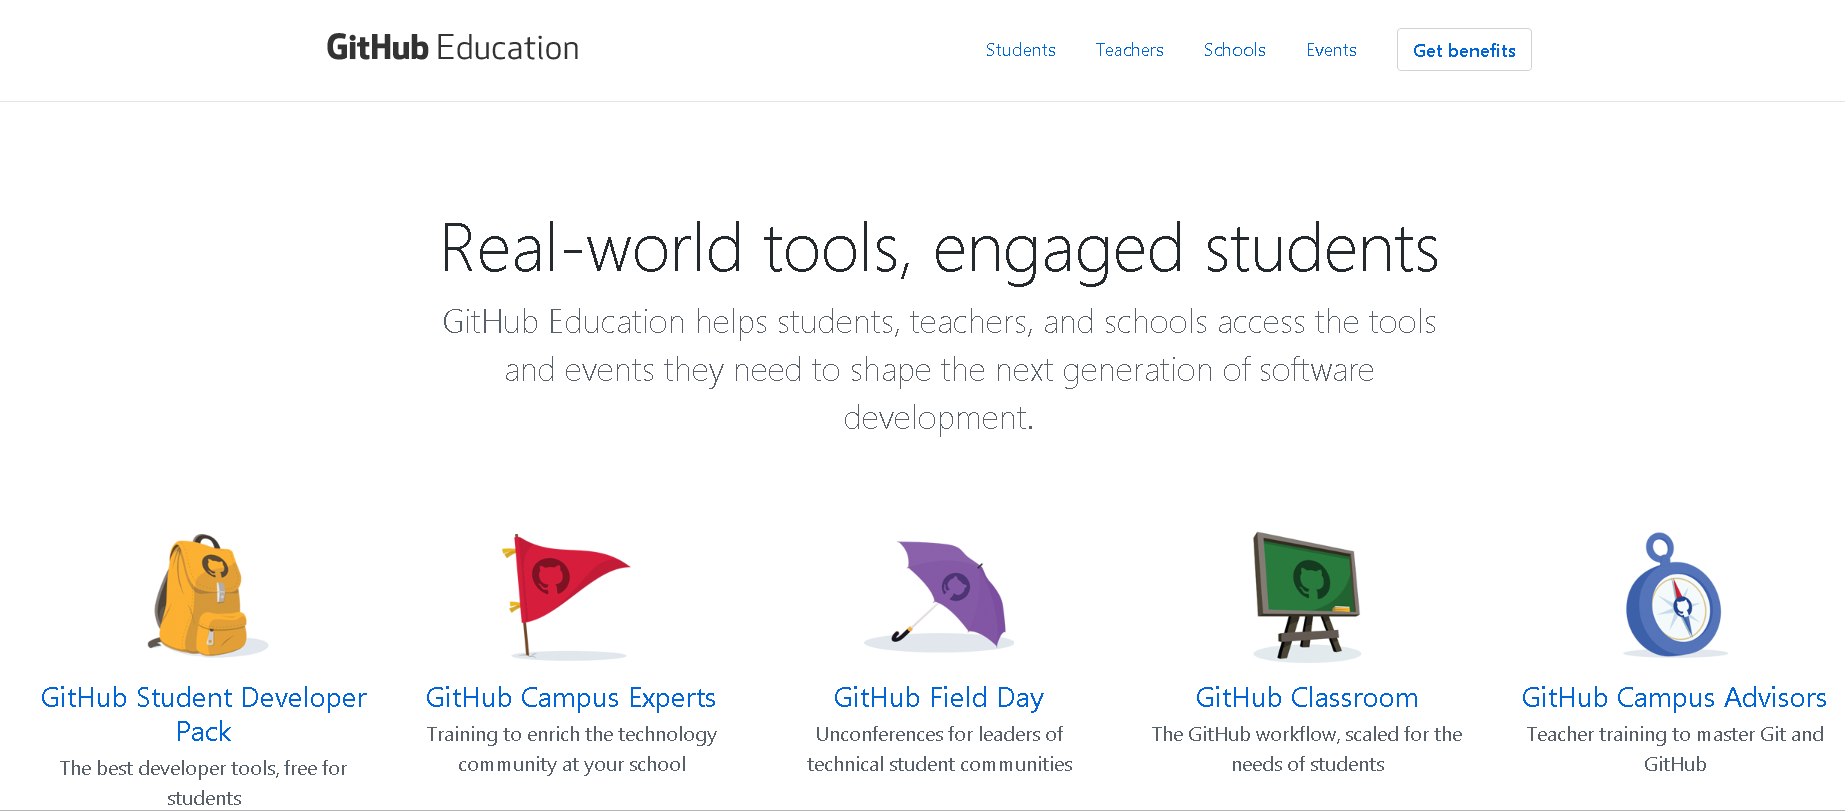 GitHub Education
Students
Teachers
Schools
Events
Get benefits
Real-world tools, engaged students
GitHub Education helps students, teachers, and schools access the tools
and events they need to shape the next generation of software
development.
GitHub Student Developer
Pack
The best developer tools, free for
students
GitHub Campus Experts
Training to enrich the technology
community at your school
GitHub Field Day
Unconferences for leaders of
technical student communities
GitHub Classroom
The GitHub workflow, scaled for the
needs of students
GitHub Campus Advisors
Teacher training to master Git and
GitHub